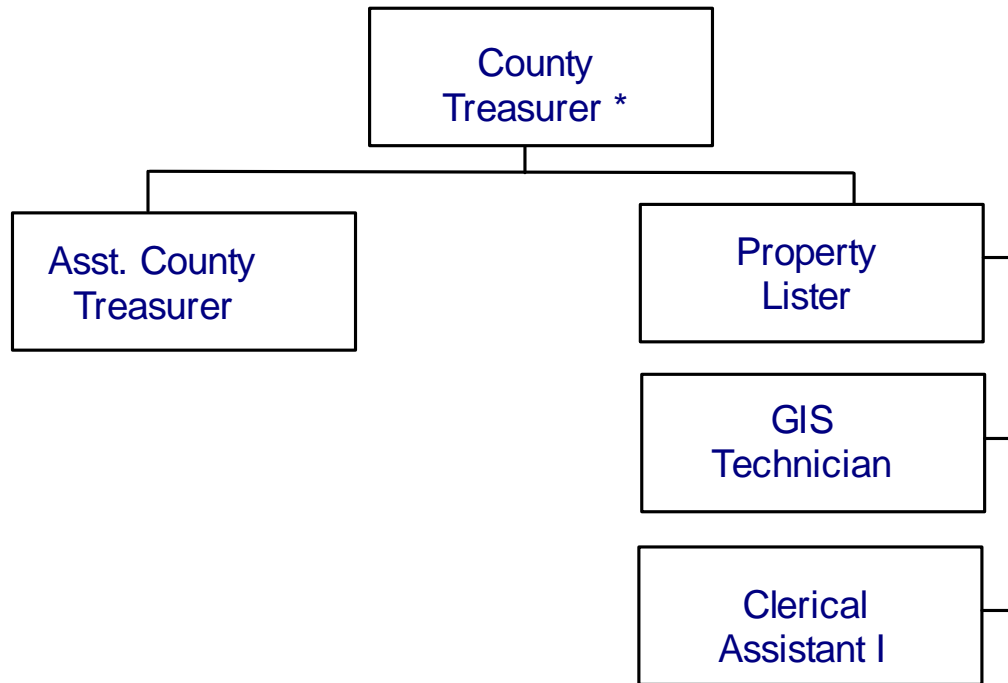 County
Treasurer *
Asst. County
Treasurer
Property
Lister
GIS
Technician
Clerical
Assistant I